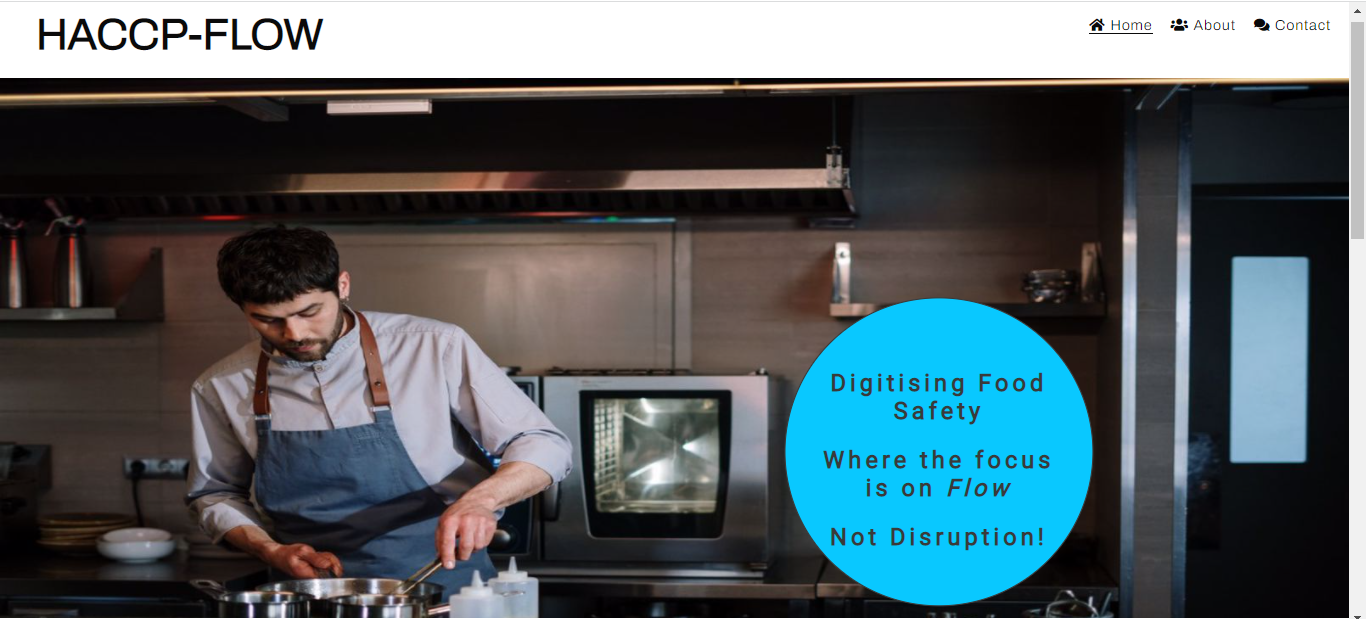 HACCP-FLOW
Home About Contact
Digitising Food
Safety
Where the focus
is on Flow
Not Disruption!